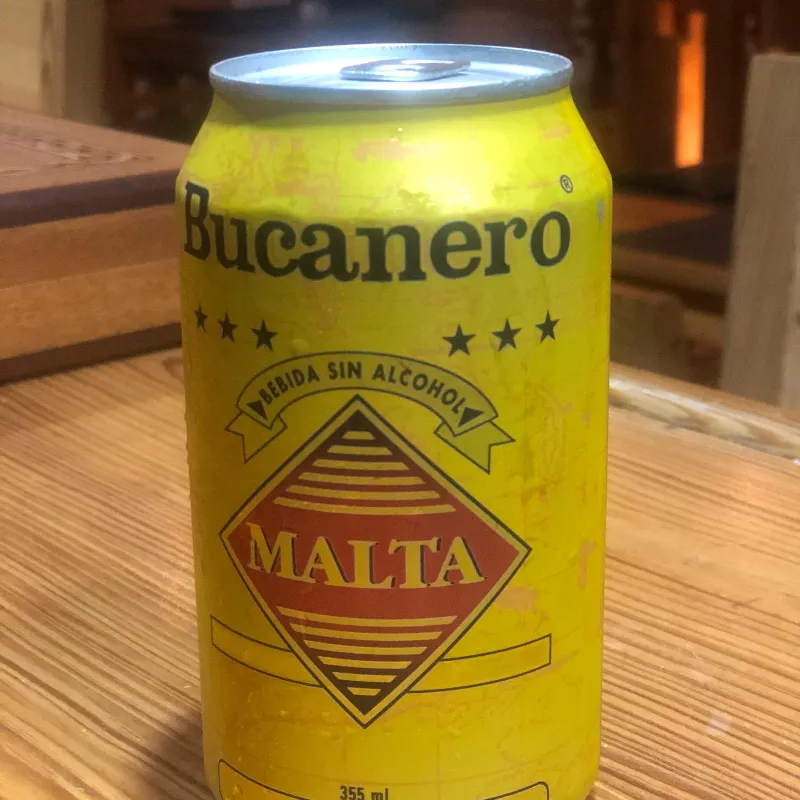 Bucanero®
BEBIDA SIN ALCOHOL
MALTA
355 ml